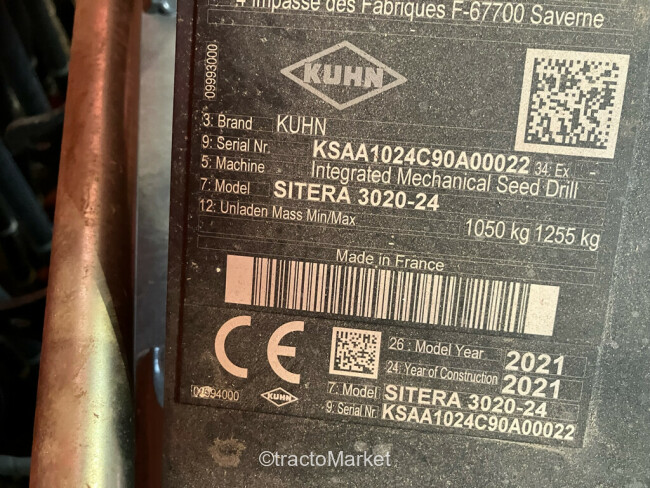 4 Impasse des Fabriques F-67700 Saverne
09993000
KUHN
3: Brand KUHN
9: Serial Nr. KSAA1024C90A00022 34: Ex
5: Machine Integrated Mechanical Seed Drill
7: Model SITERA 3020-24
12: Unladen Mass Min/Max 1050 kg 1255 kg
Made in France
CE
26 : Model Year 2021
24: Year of Construction 2021
7: Model SITERA 3020-24
9: Serial Nr. KSAA1024C90A00022
KUHN
©tractoMarket